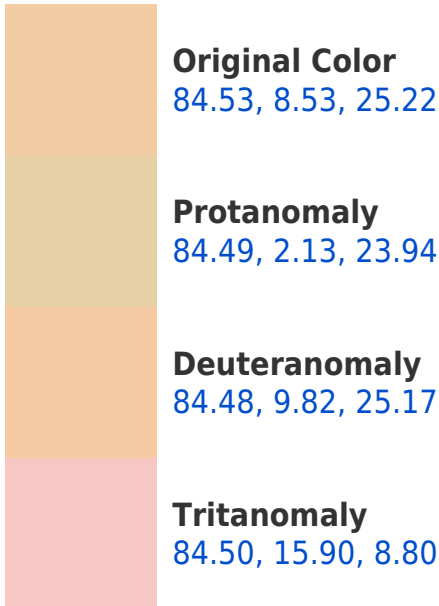 Original Color
84.53, 8.53, 25.22
Protanomaly
84.49, 2.13, 23.94
Deuteranomaly
84.48, 9.82, 25.17
Tritanomaly
84.50, 15.90, 8.80